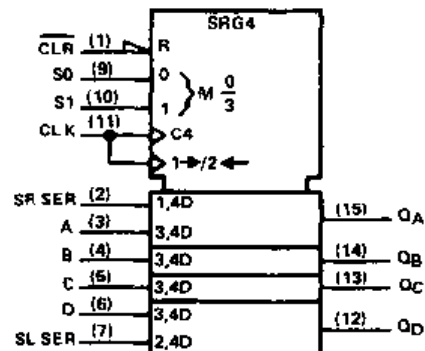 SRG4
CLR (1) R
S0 (9) 0
S1 (10) 1
M 0/3
CLK (11) C4
1→/2←
SR SER (2) 1,4D
A (3) 3,4D
(15) QA
B (4) 3,4D
(14) QB
C (5) 3,4D
(13) QC
D (6) 3,4D
(12) QD
SL SER (7) 2,4D